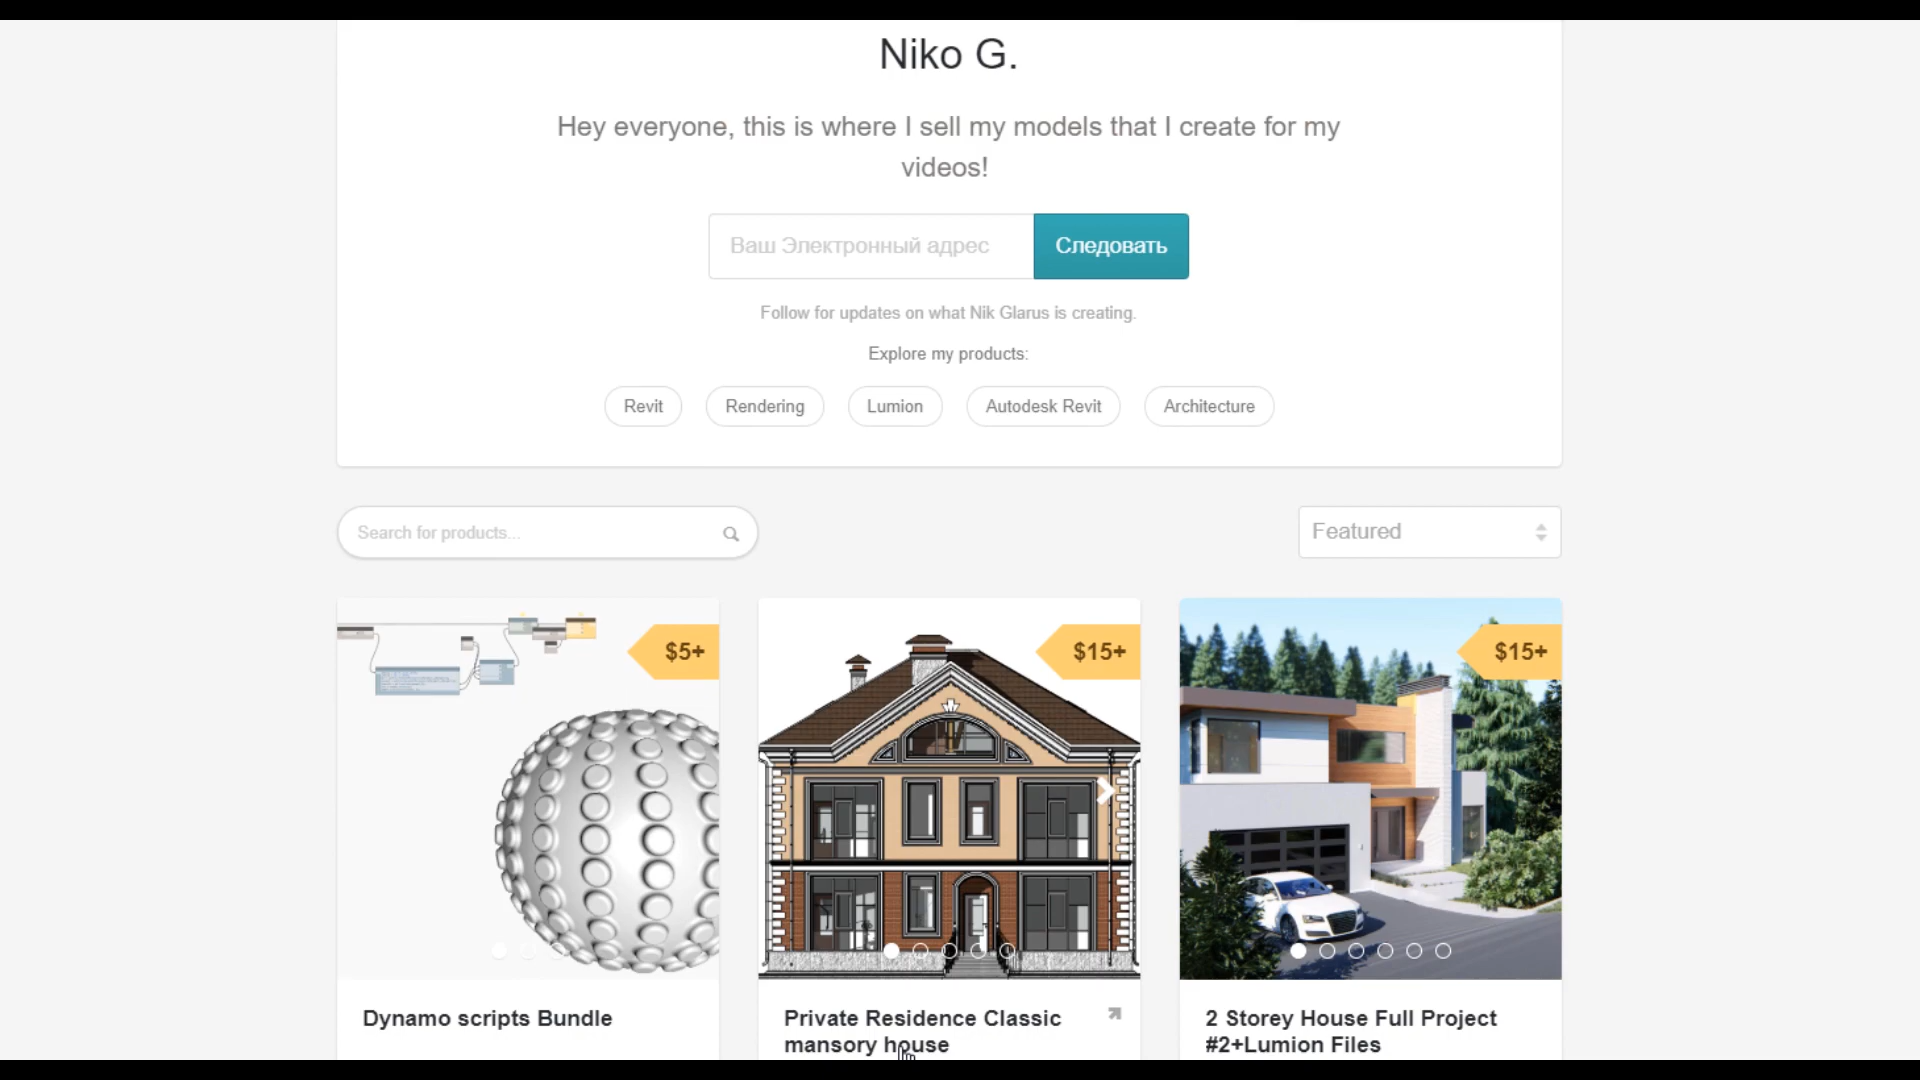 Niko G.
Hey everyone, this is where I sell my models that I create for my
videos!
Ваш Электронный адрес
Следовать
Follow for updates on what Nik Glarus is creating.
Explore my products:
Revit
Rendering
Lumion
Autodesk Revit
Architecture
Search for products...
Featured
$5+
$15+
$15+
Dynamo scripts Bundle
Private Residence Classic
mansory house
2 Storey House Full Project
#2+Lumion Files